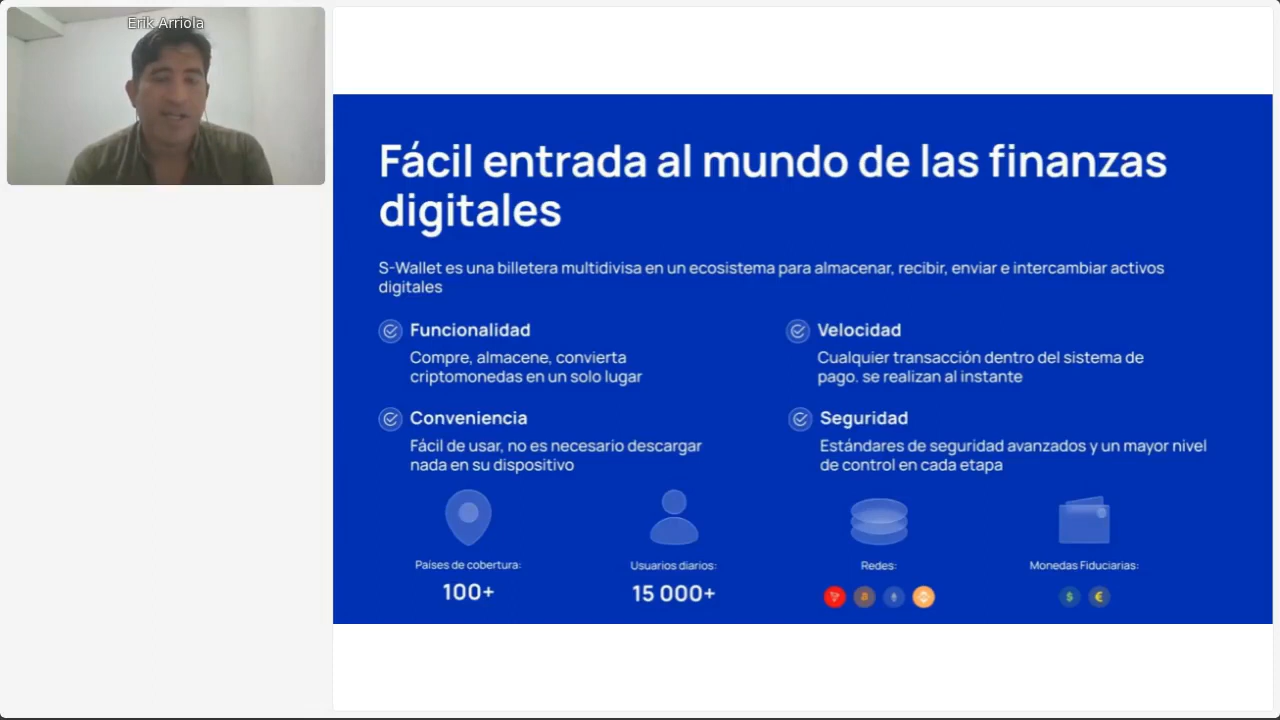 Erik Arriola
Fácil entrada al mundo de las finanzas
digitales
S-Wallet es una billetera multidivisa en un ecosistema para almacenar, recibir, enviar e intercambiar activos
digitales
Funcionalidad
Compre, almacene, convierta
criptomonedas en un solo lugar
Velocidad
Cualquier transacción dentro del sistema de
pago. se realizan al instante
Conveniencia
Fácil de usar, no es necesario descargar
nada en su dispositivo
Seguridad
Estándares de seguridad avanzados y un mayor nivel
de control en cada etapa
Países de cobertura:
100+
Usuarios diarios:
15 000+
Redes:
Monedas Fiduciarias:
$ €